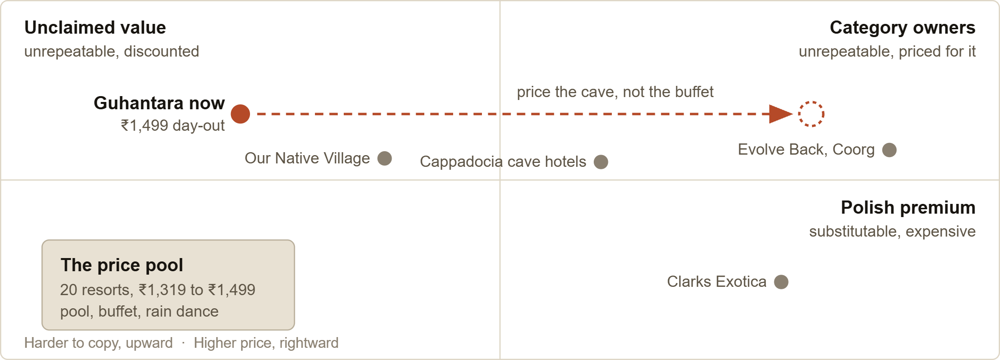 Unclaimed value
unrepeatable, discounted
Category owners
unrepeatable, priced for it
price the cave, not the buffet
Guhantara now
₹1,499 day-out
Our Native Village
Cappadocia cave hotels
Evolve Back, Coorg
Polish premium
substitutable, expensive
The price pool
20 resorts, ₹1,319 to ₹1,499
pool, buffet, rain dance
Clarks Exotica
Harder to copy, upward · Higher price, rightward